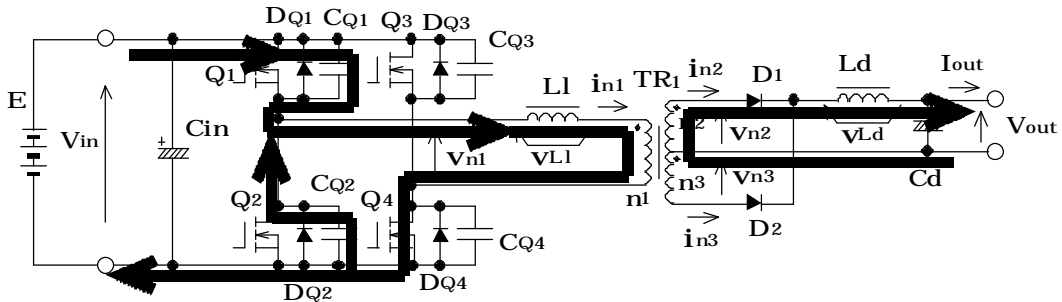 DQ1 CQ1 Q3 DQ3
CQ3
Q1
E
Vin
Cin
+
Ll
in1
TR1
in2
D1
Ld
Iout
vn1
vLl
n1
vn2
vLd
Vout
n3
vn3
Cd
in3
D2
Q2
CQ2
Q4
CQ4
DQ2
DQ4